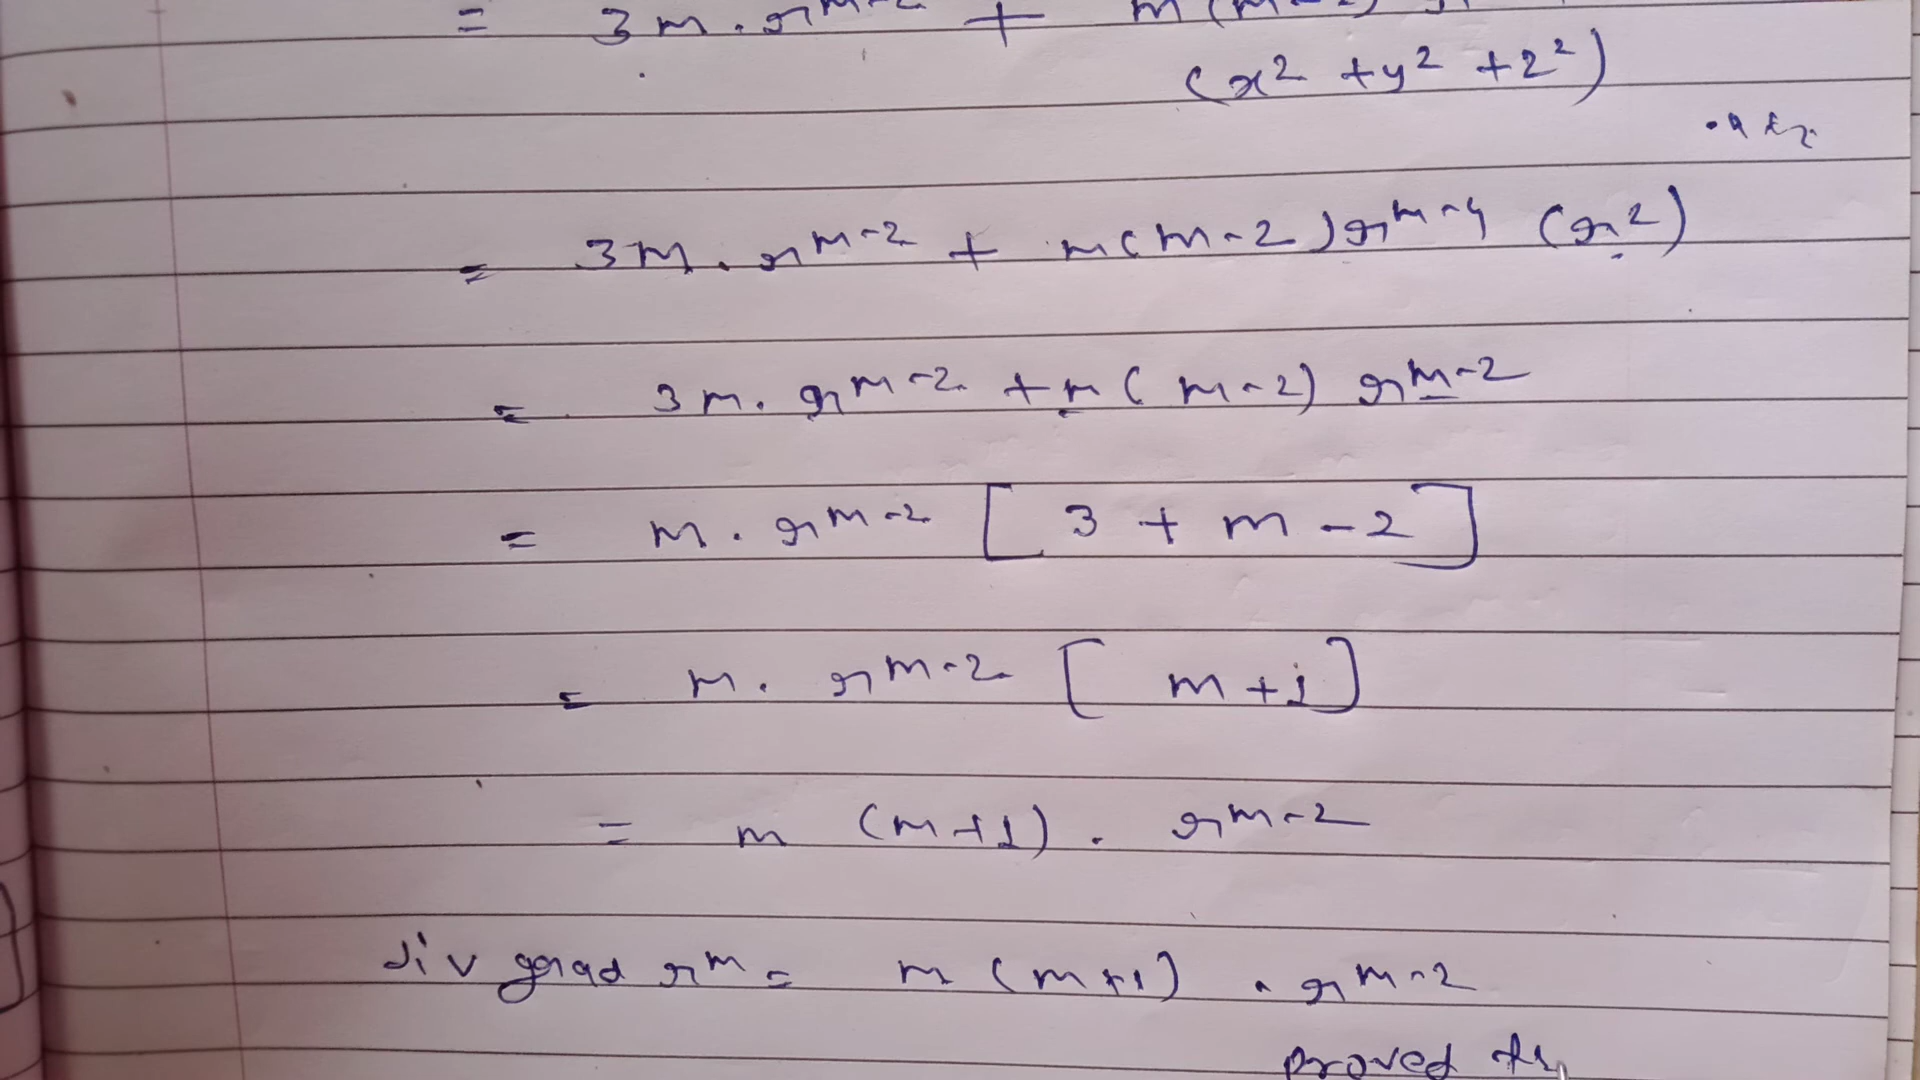 = 3m. r^m-2 + m(m-2) r
(x² + y² + z²)
= 3m. r^m-2 + m(m-2) r^m-4 (r²)
= 3m. r^m-2 + m(m-2) r^m-2
= m. r^m-2 [3 + m - 2]
= m. r^m-2 [m+1]
= m (m+1). r^m-2
div grad r^m = m (m+1) . r^m-2
proved